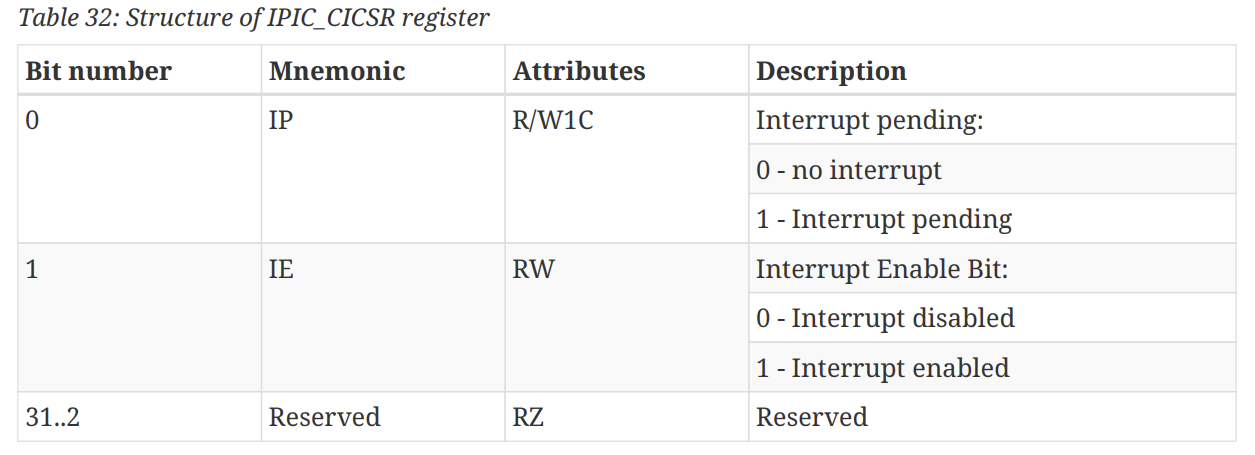 Table 32: Structure of IPIC_CICSR register
Bit number Mnemonic Attributes Description
0 IP R/W1C Interrupt pending:
0 - no interrupt
1 - Interrupt pending
1 IE RW Interrupt Enable Bit:
0 - Interrupt disabled
1 - Interrupt enabled
31..2 Reserved RZ Reserved